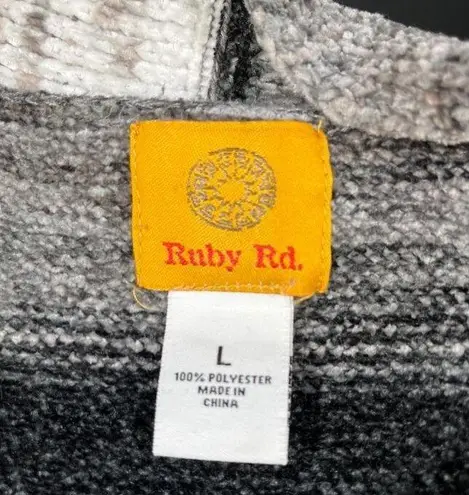 Ruby Rd.
L
100% POLYESTER
MADE IN
CHINA